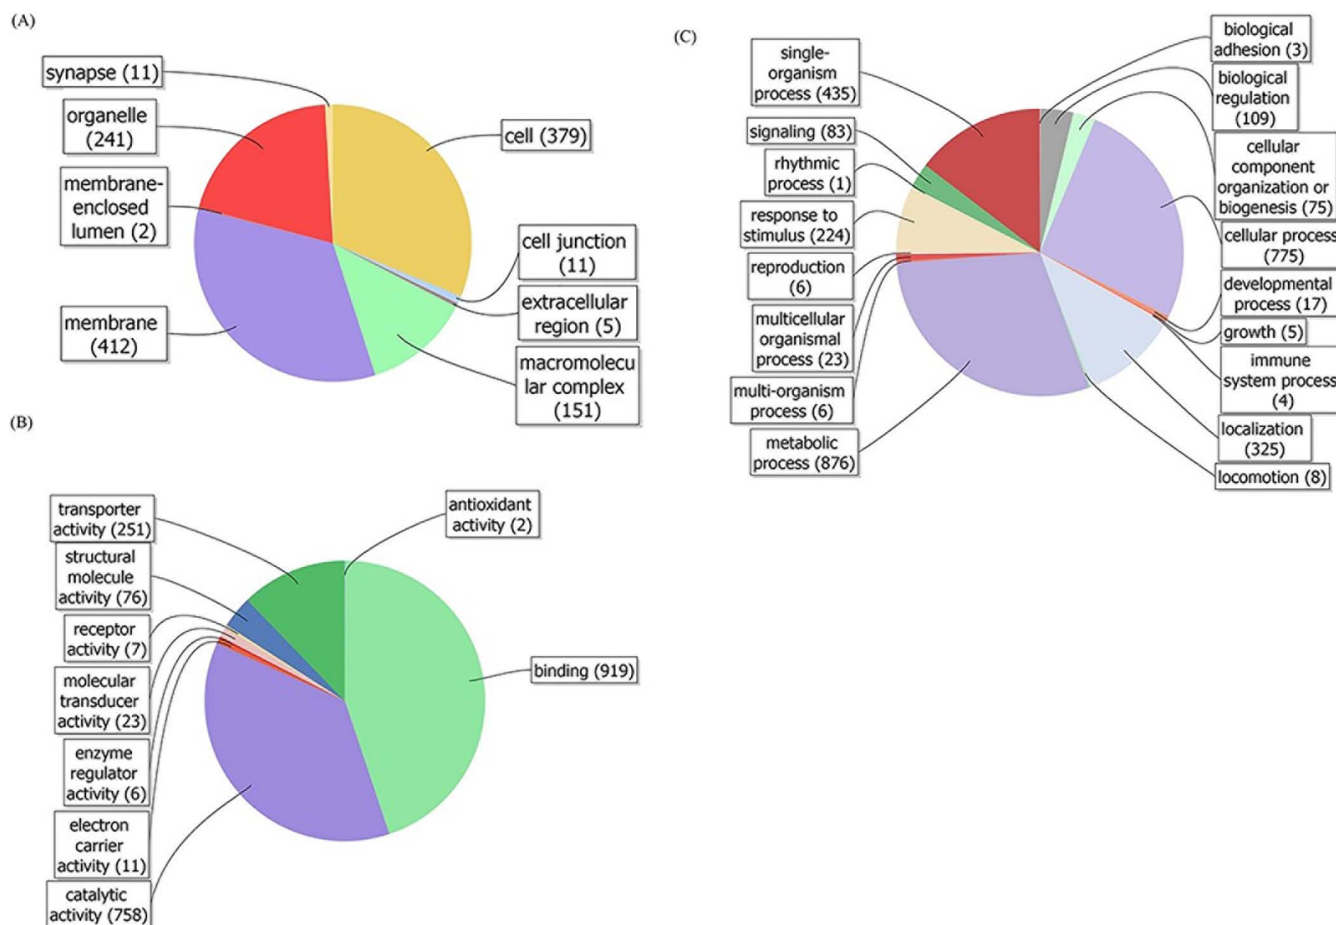 (A)
synapse (11)
organelle
(241)
membrane-
enclosed
lumen (2)
membrane
(412)
cell (379)
cell junction
(11)
extracellular
region (5)
macromolecu
lar complex
(151)
(B)
transporter
activity (251)
structural
molecule
activity (76)
receptor
activity (7)
molecular
transducer
activity (23)
enzyme
regulator
activity (6)
electron
carrier
activity (11)
catalytic
activity (758)
antioxidant
activity (2)
binding (919)
(C)
single-
organism
process (435)
signaling (83)
rhythmic
process (1)
response to
stimulus (224)
reproduction
(6)
multicellular
organismal
process (23)
multi-organism
process (6)
metabolic
process (876)
biological
adhesion (3)
biological
regulation
(109)
cellular
component
organization or
biogenesis (75)
cellular process
(775)
developmental
process (17)
growth (5)
immune
system process
(4)
localization
(325)
locomotion (8)